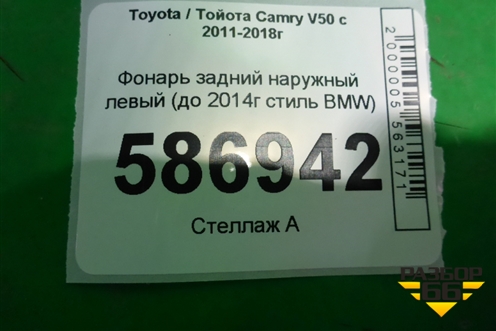 Toyota / Тойота Camry V50 с
2011-2018г
Фонарь задний наружный
левый (до 2014г стиль BMW)
586942
Стеллаж А
2000005563171
РАЗБОР
66